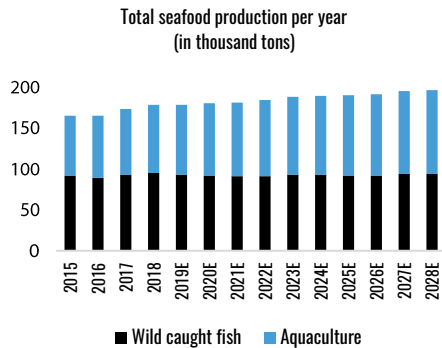 Total seafood production per year
(in thousand tons)
200
150
100
50
0
2015
2016
2017
2018
2019E
2020E
2021E
2022E
2023E
2024E
2025E
2026E
2027E
2028E
Wild caught fish
Aquaculture